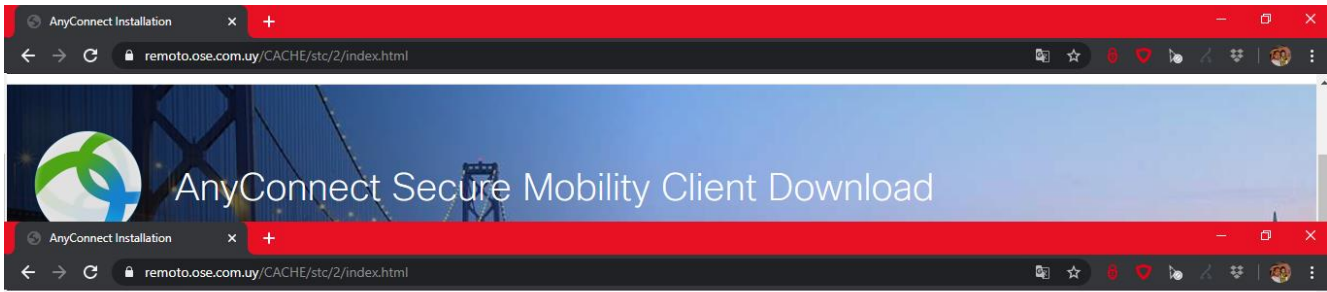 AnyConnect Installation
remoto.ose.com.uy/CACHE/stc/2/index.html
AnyConnect Secure Mobility Client Download
AnyConnect Installation
remoto.ose.com.uy/CACHE/stc/2/index.html